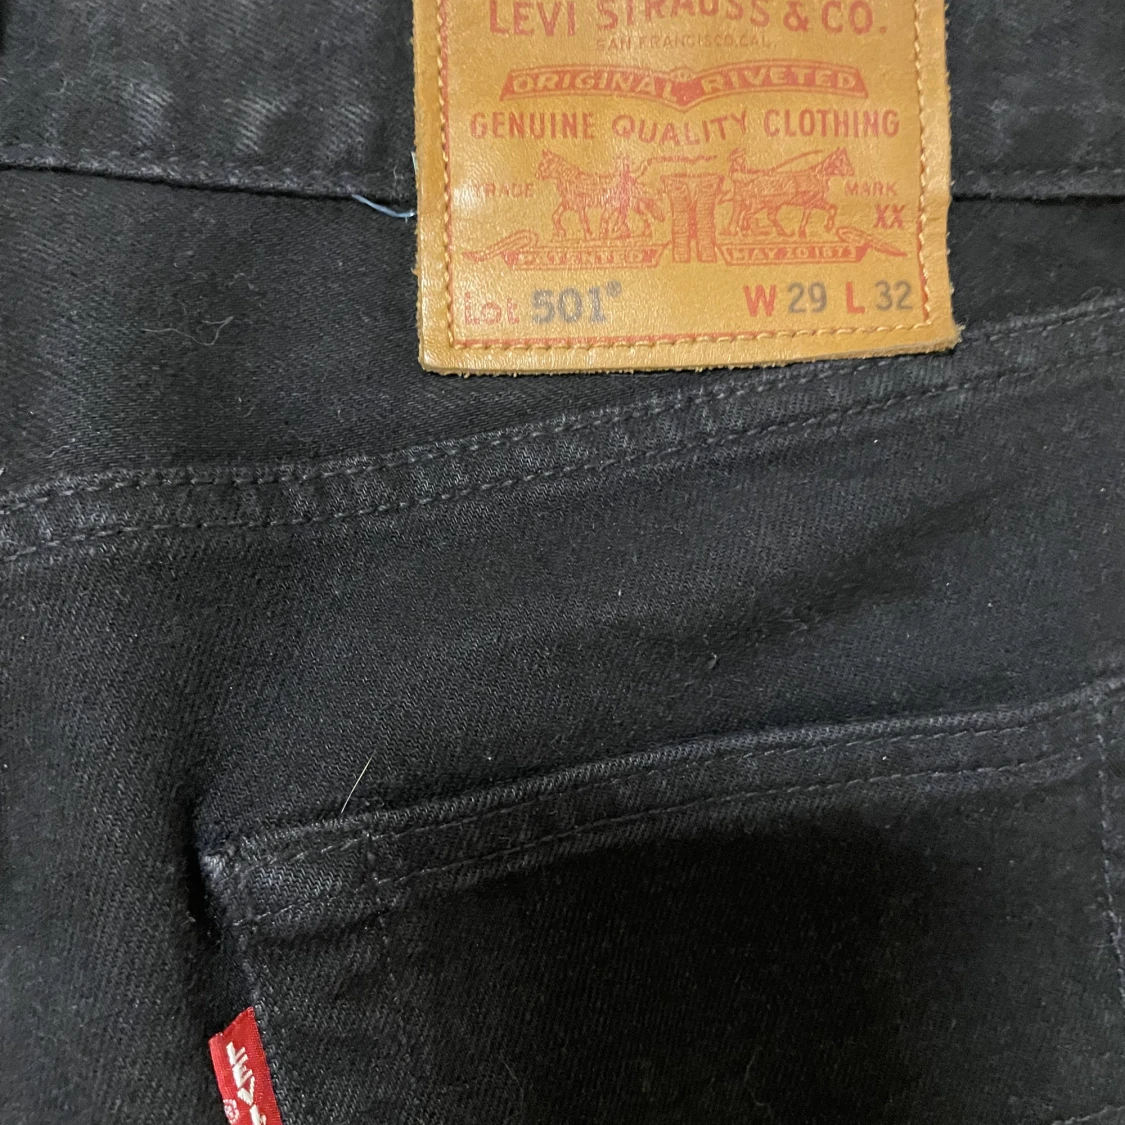 LEVI STRAUSS & CO.
SAN FRANCISCO, CAL.
ORIGINAL RIVETED
GENUINE QUALITY CLOTHING
TRADE MARK
XX
PATENTED MAY 20 1873
Lot 501® W 29 L 32
LEVI'